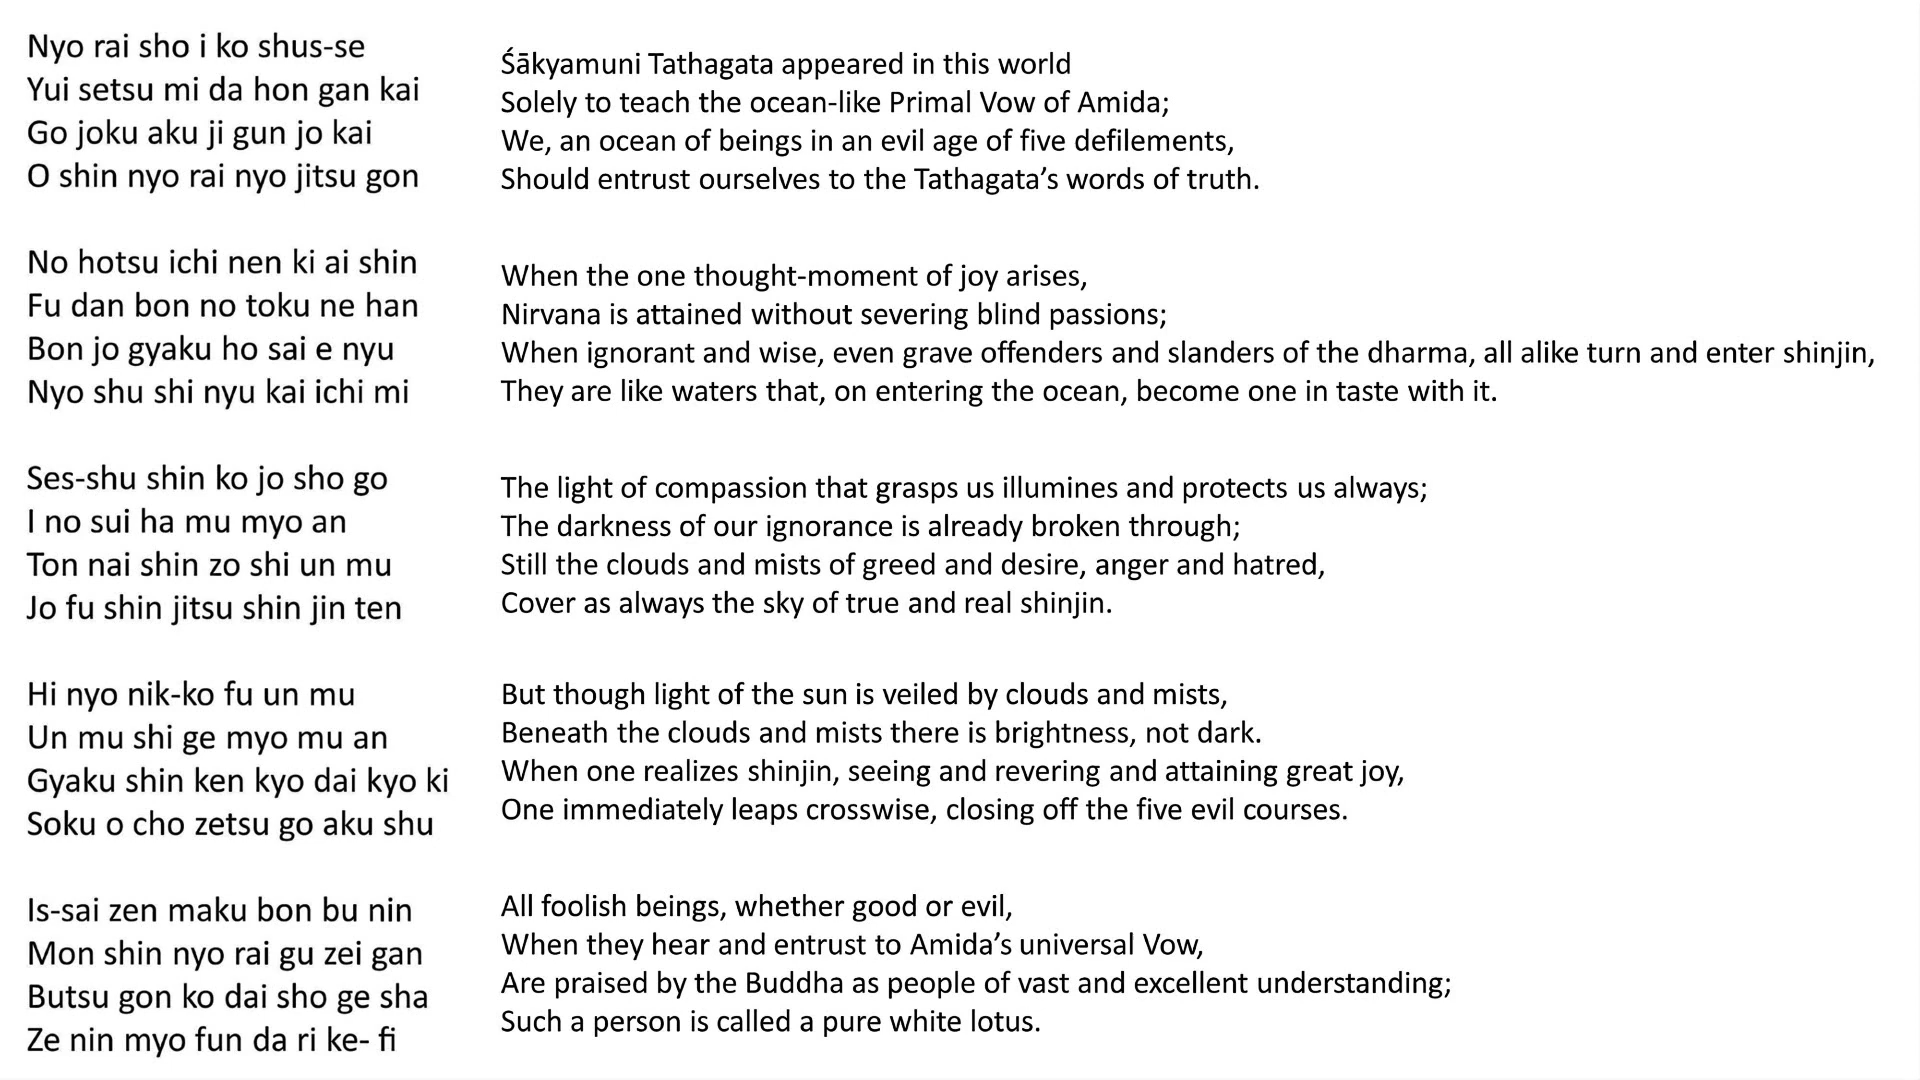 Nyo rai sho i ko shus-se
Yui setsu mi da hon gan kai
Go joku aku ji gun jo kai
O shin nyo rai nyo jitsu gon
Śākyamuni Tathagata appeared in this world
Solely to teach the ocean-like Primal Vow of Amida;
We, an ocean of beings in an evil age of five defilements,
Should entrust ourselves to the Tathagata’s words of truth.
No hotsu ichi nen ki ai shin
Fu dan bon no toku ne han
Bon jo gyaku ho sai e nyu
Nyo shu shi nyu kai ichi mi
When the one thought-moment of joy arises,
Nirvana is attained without severing blind passions;
When ignorant and wise, even grave offenders and slanders of the dharma, all alike turn and enter shinjin,
They are like waters that, on entering the ocean, become one in taste with it.
Ses-shu shin ko jo sho go
I no sui ha mu myo an
Ton nai shin zo shi un mu
Jo fu shin jitsu shin jin ten
The light of compassion that grasps us illumines and protects us always;
The darkness of our ignorance is already broken through;
Still the clouds and mists of greed and desire, anger and hatred,
Cover as always the sky of true and real shinjin.
Hi nyo nik-ko fu un mu
Un mu shi ge myo mu an
Gyaku shin ken kyo dai kyo ki
Soku o cho zetsu go aku shu
But though light of the sun is veiled by clouds and mists,
Beneath the clouds and mists there is brightness, not dark.
When one realizes shinjin, seeing and revering and attaining great joy,
One immediately leaps crosswise, closing off the five evil courses.
Is-sai zen maku bon bu nin
Mon shin nyo rai gu zei gan
Butsu gon ko dai sho ge sha
Ze nin myo fun da ri ke- fi
All foolish beings, whether good or evil,
When they hear and entrust to Amida’s universal Vow,
Are praised by the Buddha as people of vast and excellent understanding;
Such a person is called a pure white lotus.